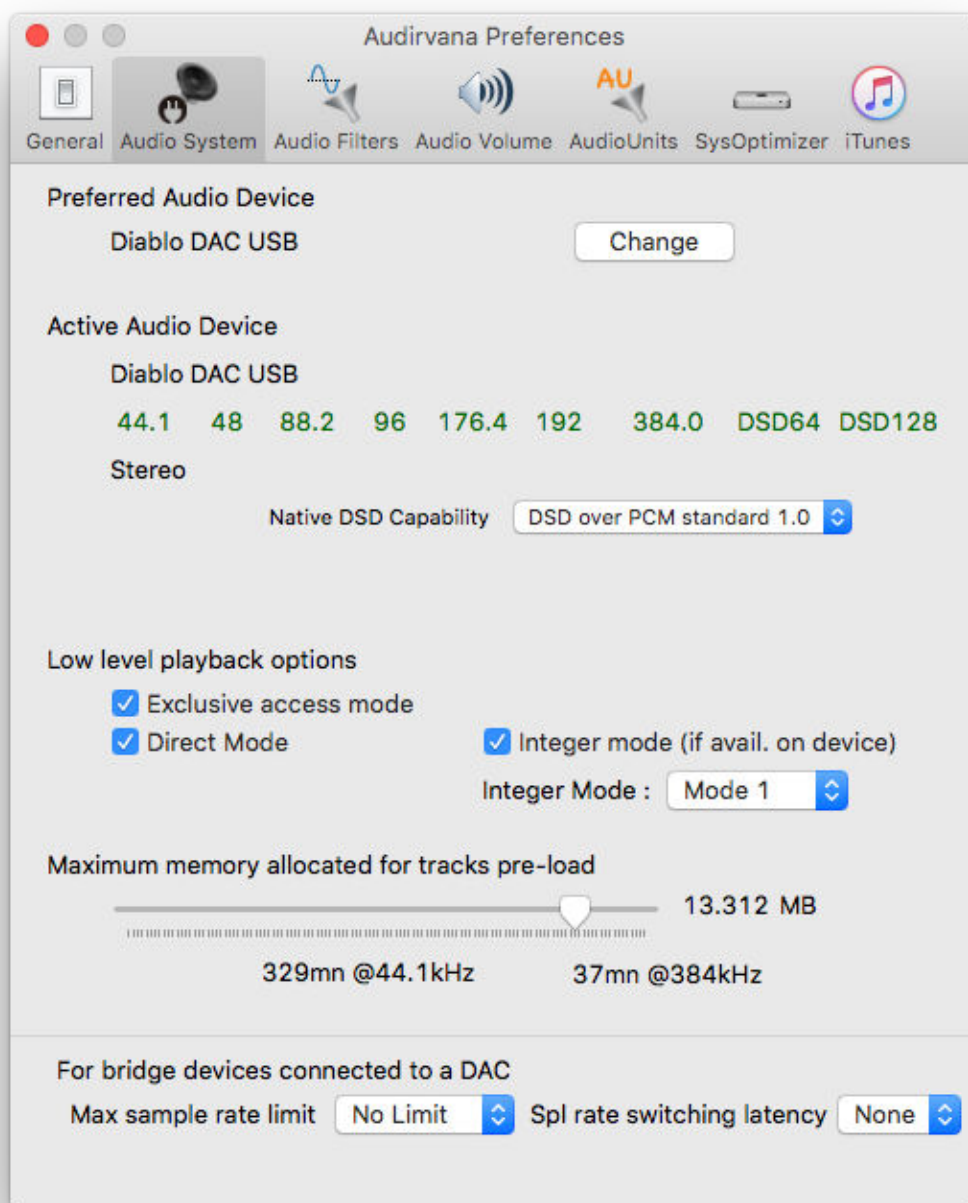 Audirvana Preferences
AU
General Audio System Audio Filters Audio Volume AudioUnits SysOptimizer iTunes
Preferred Audio Device
Diablo DAC USB Change
Active Audio Device
Diablo DAC USB
44.1 48 88.2 96 176.4 192 384.0 DSD64 DSD128
Stereo
Native DSD Capability DSD over PCM standard 1.0
Low level playback options
Exclusive access mode
Direct Mode Integer mode (if avail. on device)
Integer Mode : Mode 1
Maximum memory allocated for tracks pre-load
13.312 MB
329mn @44.1kHz 37mn @384kHz
For bridge devices connected to a DAC
Max sample rate limit No Limit Spl rate switching latency None